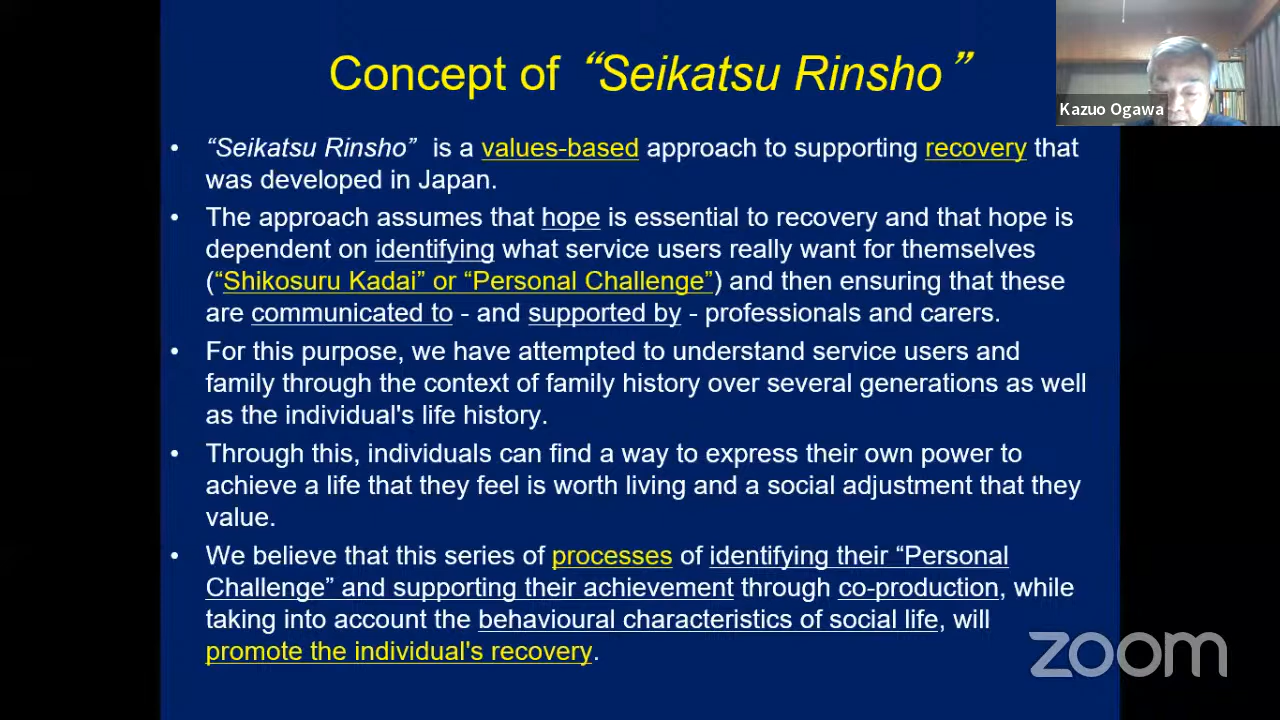 Concept of “Seikatsu Rinsho”
Kazuo Ogawa
• “Seikatsu Rinsho” is a values-based approach to supporting recovery that
was developed in Japan.
• The approach assumes that hope is essential to recovery and that hope is
dependent on identifying what service users really want for themselves
(“Shikosuru Kadai” or “Personal Challenge”) and then ensuring that these
are communicated to - and supported by - professionals and carers.
• For this purpose, we have attempted to understand service users and
family through the context of family history over several generations as well
as the individual's life history.
• Through this, individuals can find a way to express their own power to
achieve a life that they feel is worth living and a social adjustment that they
value.
• We believe that this series of processes of identifying their “Personal
Challenge” and supporting their achievement through co-production, while
taking into account the behavioural characteristics of social life, will
promote the individual's recovery.
zoom